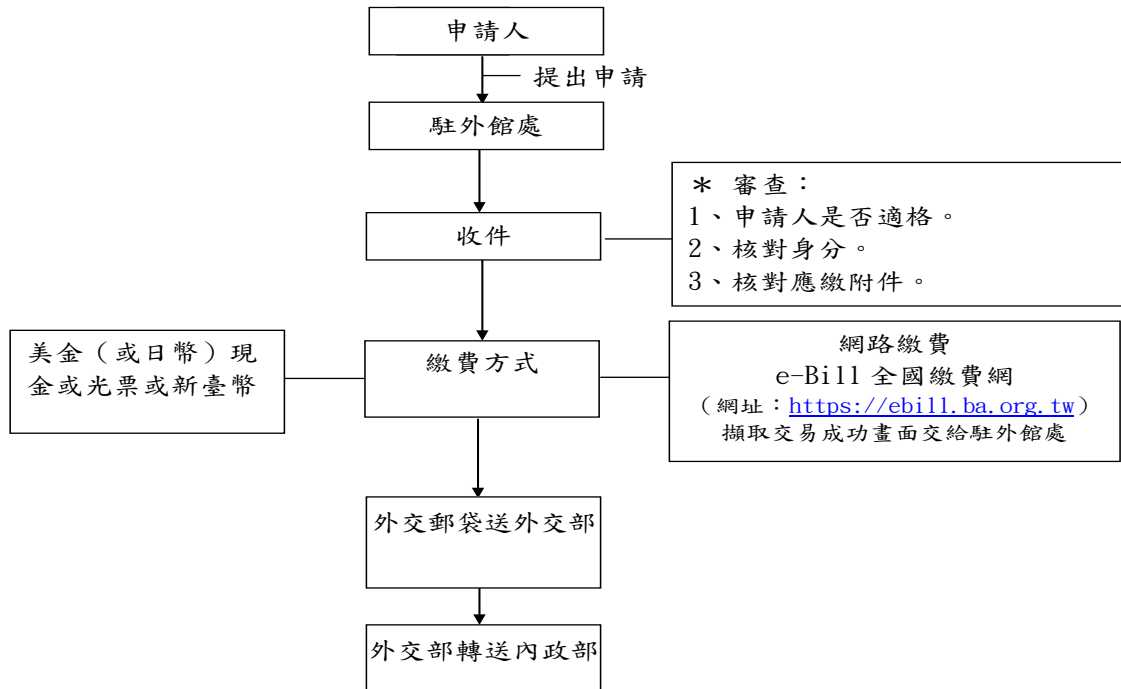 申請人
提出申請
駐外館處
收件
＊ 審查：
1、申請人是否適格。
2、核對身分。
3、核對應繳附件。
美金（或日幣）現
金或光票或新臺幣
繳費方式
網路繳費
e-Bill 全國繳費網
（網址：https://ebill.ba.org.tw）
擷取交易成功畫面交給駐外館處
外交郵袋送外交部
外交部轉送內政部